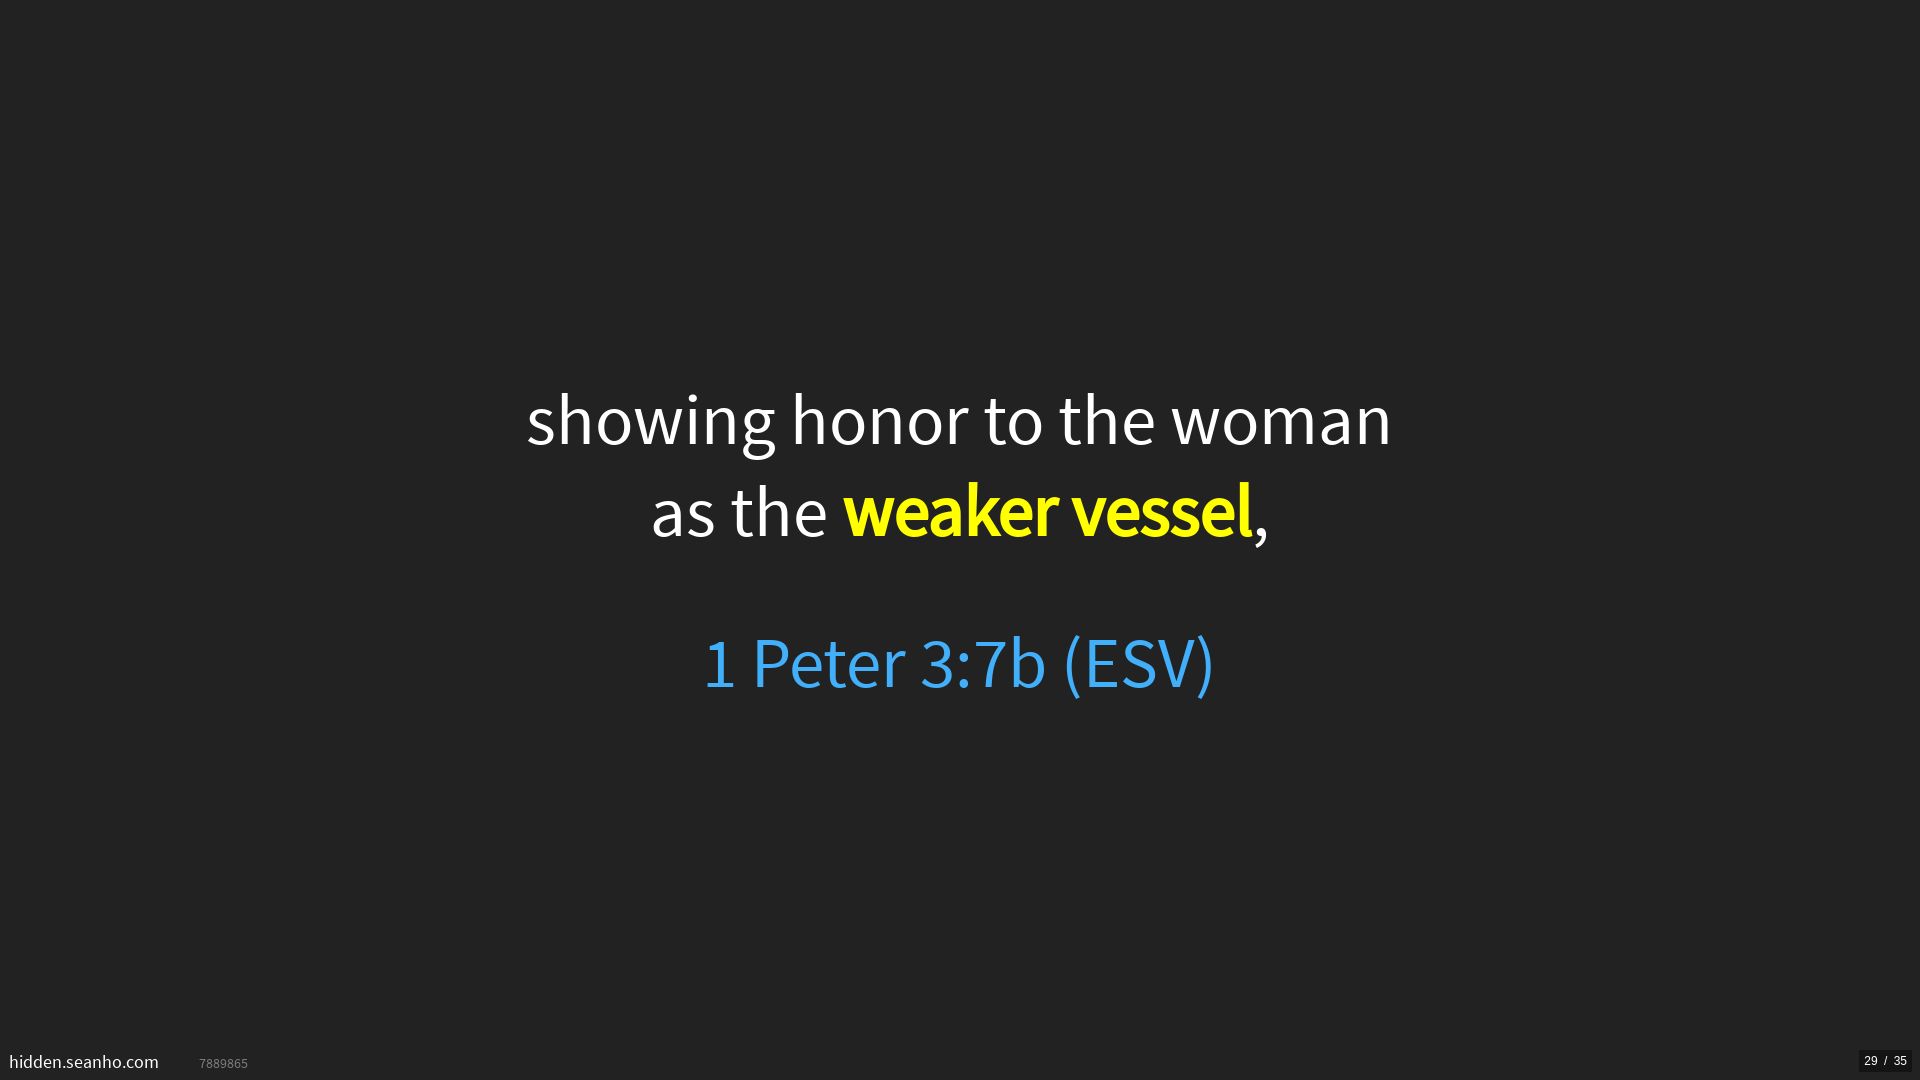 showing honor to the woman
as the weaker vessel,
1 Peter 3:7b (ESV)
hidden.seanho.com
7889865
29 / 35